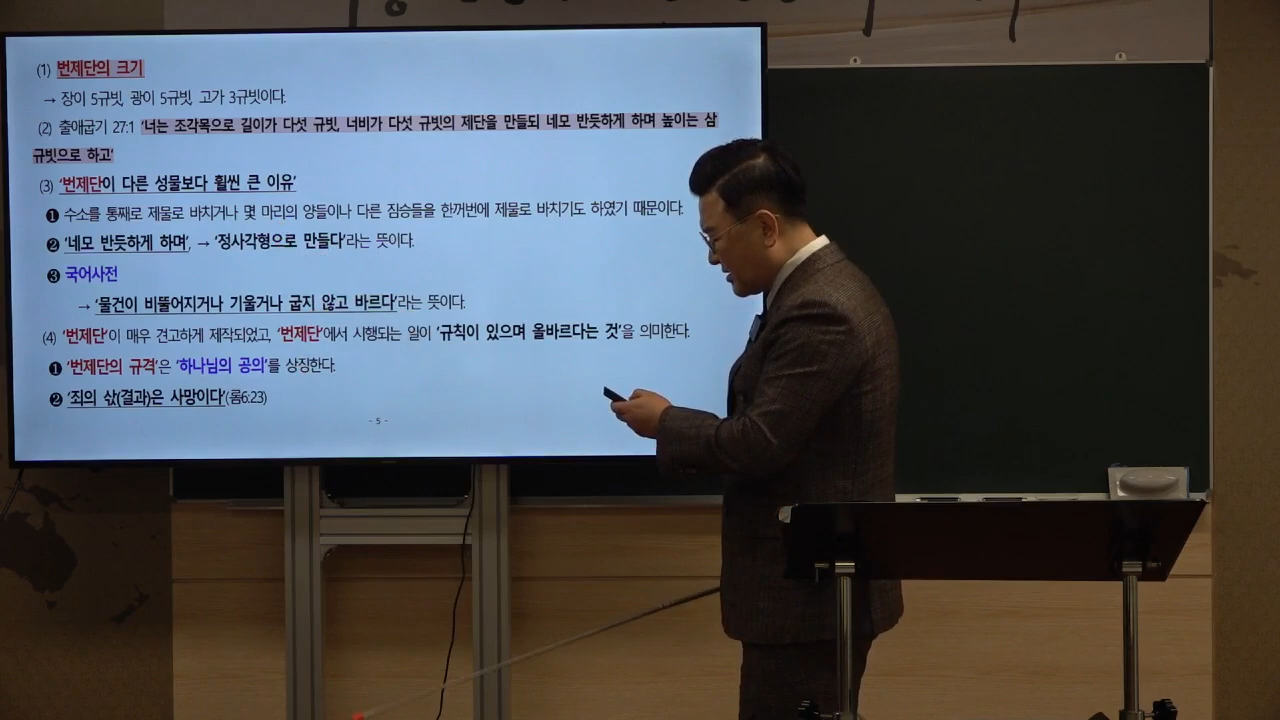 (1) 번제단의 크기
→ 장이 5규빗, 광이 5규빗, 고가 3규빗이다.
(2) 출애굽기 27:1 '너는 조각목으로 길이가 다섯 규빗, 너비가 다섯 규빗의 제단을 만들되 네모 반듯하게 하며 높이는 삼
규빗으로 하고'
(3) '번제단이 다른 성물보다 훨씬 큰 이유'
❶ 수소를 통째로 제물로 바치거나 몇 마리의 양들이나 다른 짐승들을 한꺼번에 제물로 바치기도 하였기 때문이다.
❷ '네모 반듯하게 하며', → '정사각형으로 만들다'라는 뜻이다.
❸ 국어사전
→ '물건이 비뚤어지거나 기울거나 굽지 않고 바르다'라는 뜻이다.
(4) '번제단'이 매우 견고하게 제작되었고, '번제단'에서 시행되는 일이 '규칙이 있으며 올바르다는 것'을 의미한다.
❶ '번제단의 규격'은 '하나님의 공의'를 상징한다.
❷ '죄의 삯(결과)은 사망이다'(롬6:23)
- 5 -